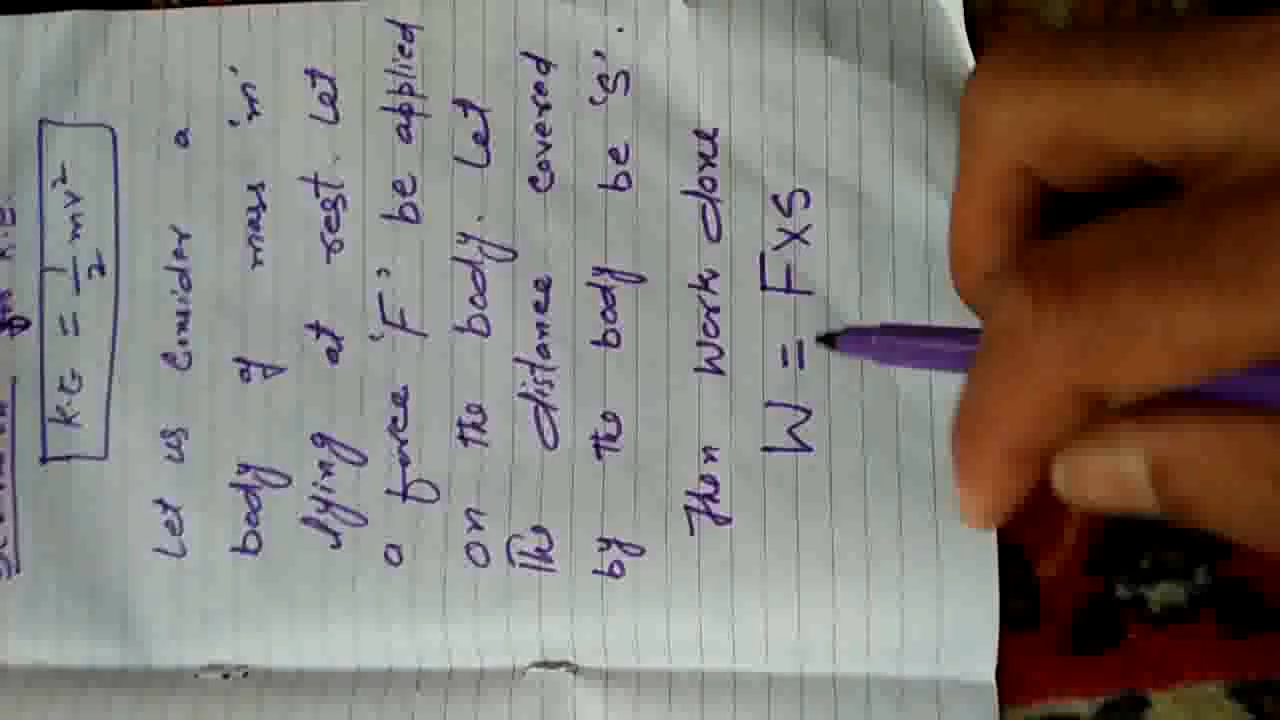 for K.E.
K.E = 1/2 mv²
Let us Consider a
body of mass 'm'
lying at rest. Let
a force 'F' be applied
on the body. Let
The distance covered
by the body be 'S'.
Then work done
W = F×S